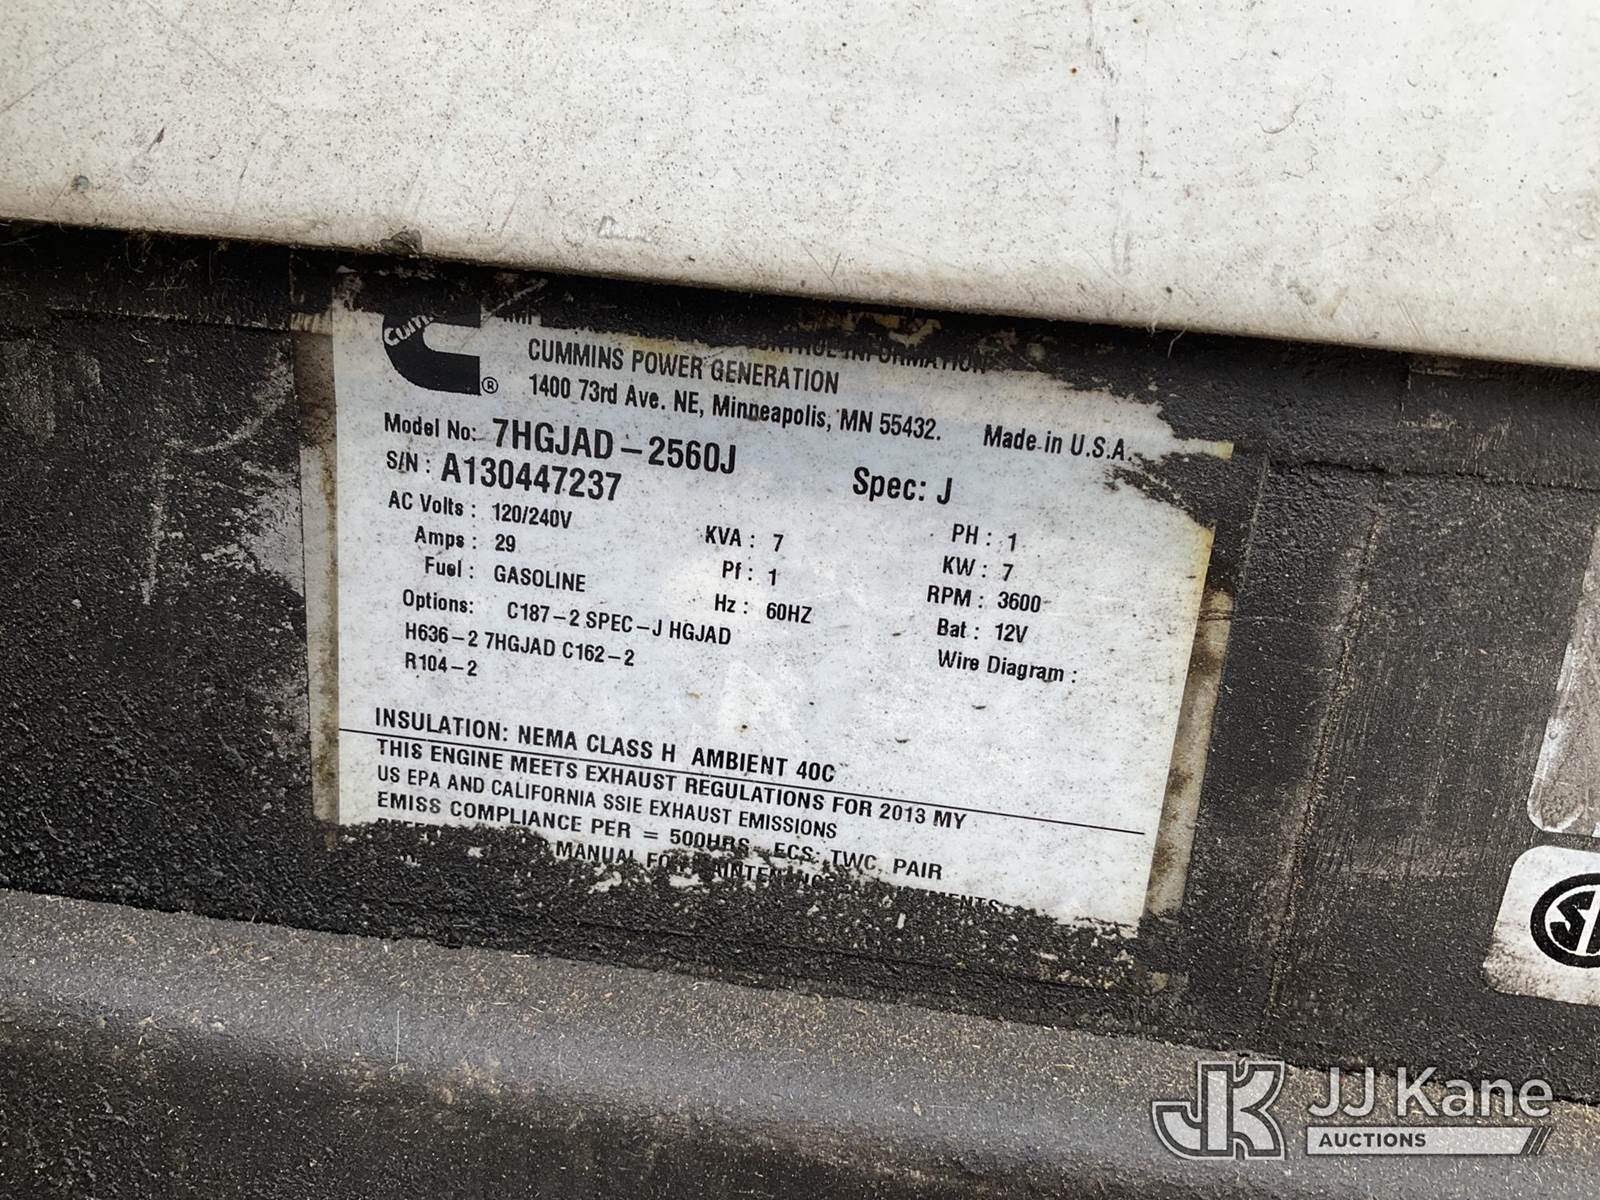 CUMMINS POWER GENERATION
1400 73rd Ave. NE, Minneapolis, MN 55432. Made in U.S.A.
Model No: 7HGJAD-2560J Spec: J
S/N: A130447237
AC Volts: 120/240V KVA: 7 PH: 1
Amps: 29 Pf: 1 KW: 7
Fuel: GASOLINE Hz: 60HZ RPM: 3600
Bat: 12V
Options: C187-2 SPEC-J HGJAD Wire Diagram:
H636-2 7HGJAD C162-2
R104-2
INSULATION: NEMA CLASS H AMBIENT 40C
THIS ENGINE MEETS EXHAUST REGULATIONS FOR 2013 MY
US EPA AND CALIFORNIA SSIE EXHAUST EMISSIONS
EMISS COMPLIANCE PER = 500HRS ECS: TWC, PAIR
MANUAL
®
JK JJ Kane
AUCTIONS